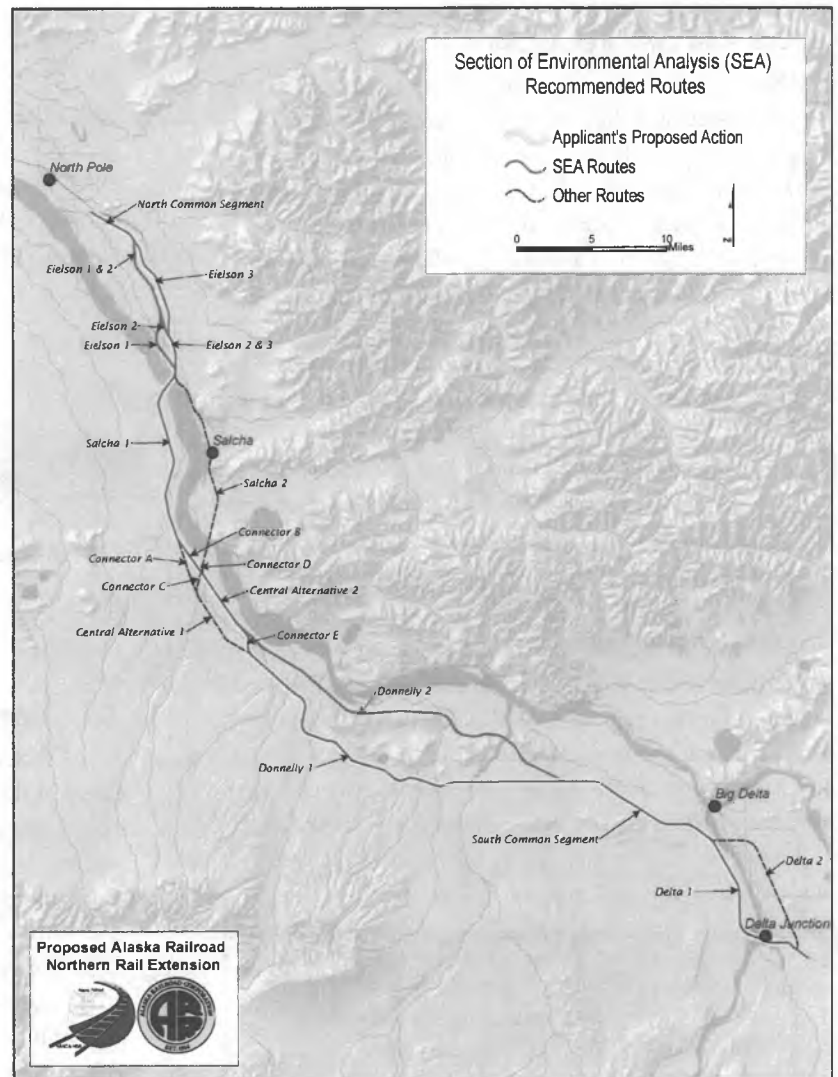 Section of Environmental Analysis (SEA)
Recommended Routes
Applicant's Proposed Action
SEA Routes
Other Routes
0 5 10
Miles
N
North Pole
North Common Segment
Eielson 1 & 2
Eielson 3
Eielson 2
Eielson 1
Eielson 2 & 3
Salcha 1
Salcha
Salcha 2
Connector B
Connector A
Connector D
Connector C
Central Alternative 2
Central Alternative 1
Connector E
Donnelly 2
Donnelly 1
Big Delta
South Common Segment
Delta 2
Delta 1
Delta Junction
Proposed Alaska Railroad
Northern Rail Extension
ALASKA RAILROAD CORPORATION